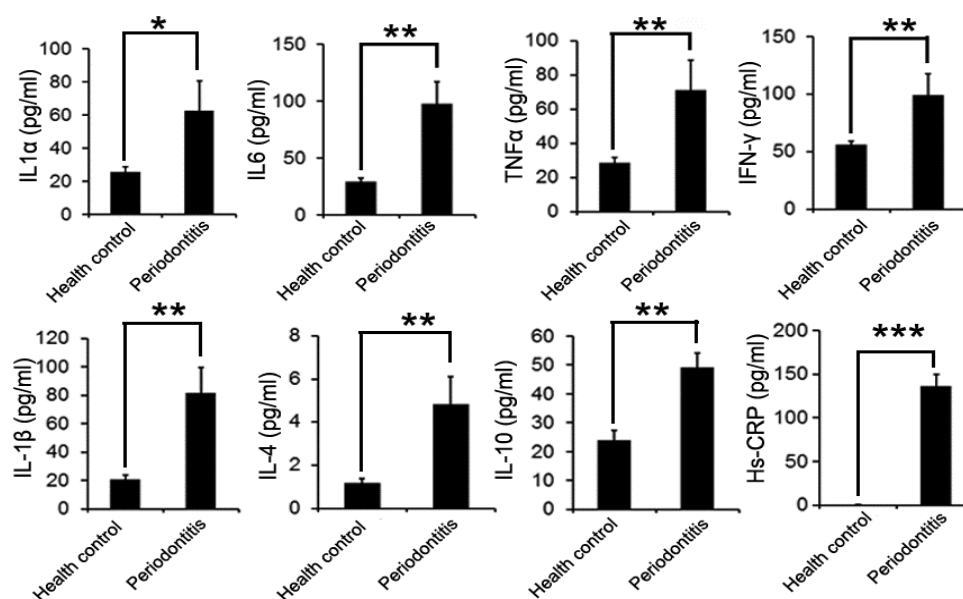 *
**
**
**
IL1α (pg/ml)
100
80
60
40
20
0
Health control
Periodontitis
IL6 (pg/ml)
150
100
50
0
Health control
Periodontitis
TNFα (pg/ml)
100
80
60
40
20
0
Health control
Periodontitis
IFN-γ (pg/ml)
150
100
50
0
Health control
Periodontitis
**
**
**
***
IL-1β (pg/ml)
120
100
80
60
40
20
0
Health control
Periodontitis
IL-4 (pg/ml)
8
6
4
2
0
Health control
Periodontitis
IL-10 (pg/ml)
60
50
40
30
20
10
0
Health control
Periodontitis
Hs-CRP (pg/ml)
200
150
100
50
0
Health control
Periodontitis